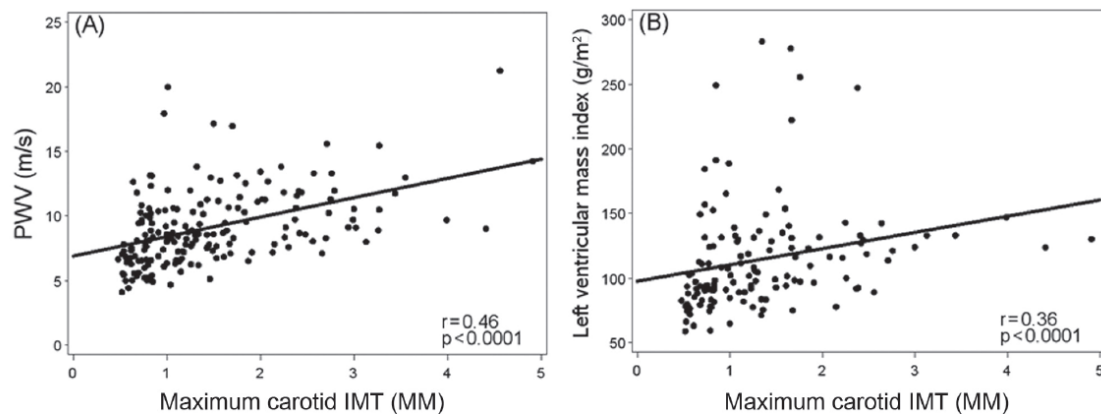 (A)
PWV (m/s)
25
20
15
10
5
0
r=0.46
p<0.0001
0 1 2 3 4 5
Maximum carotid IMT (MM)
(B)
Left ventricular mass index (g/m²)
300
250
200
150
100
50
r=0.36
p<0.0001
0 1 2 3 4 5
Maximum carotid IMT (MM)